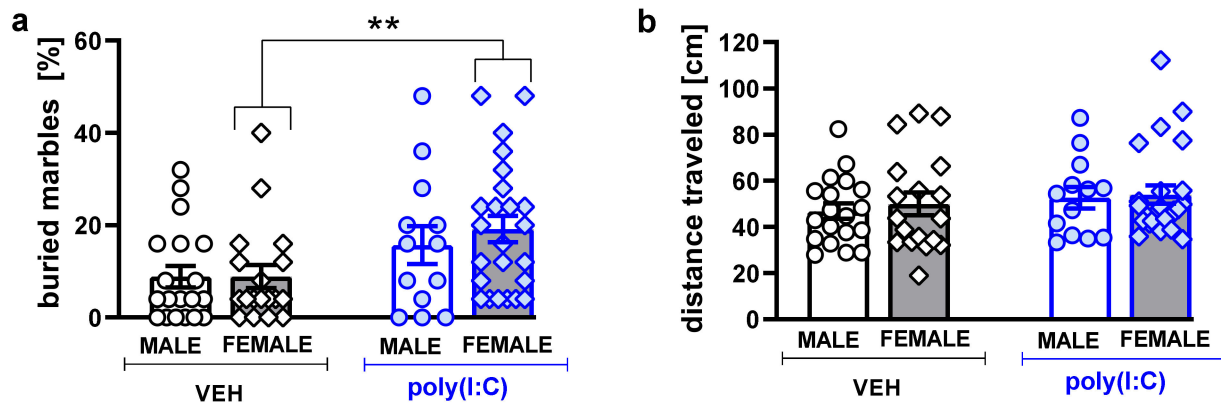 a
buried marbles [%]
60
40
20
0
**
MALE FEMALE MALE FEMALE
VEH poly(I:C)
b
distance traveled [cm]
120
100
80
60
40
20
0
MALE FEMALE MALE FEMALE
VEH poly(I:C)